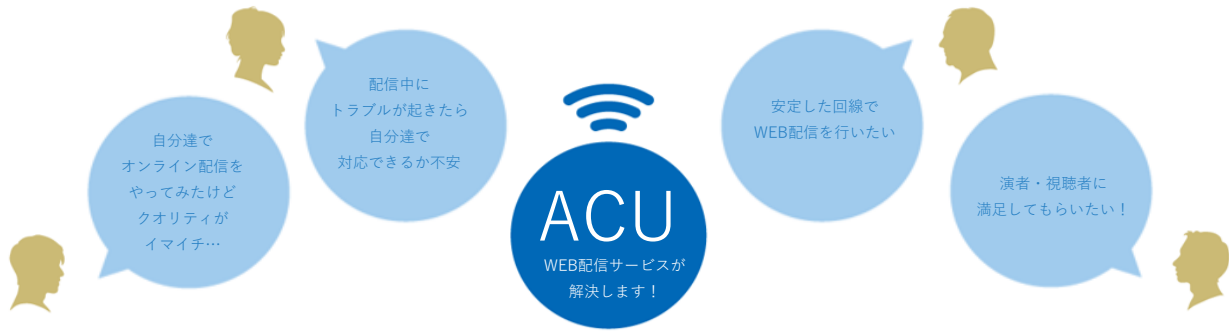 自分達で
オンライン配信を
やってみたけど
クオリティが
イマイチ…
配信中に
トラブルが起きたら
自分達で
対応できるか不安
ACU
WEB配信サービスが
解決します！
安定した回線で
WEB配信を行いたい
演者・視聴者に
満足してもらいたい！